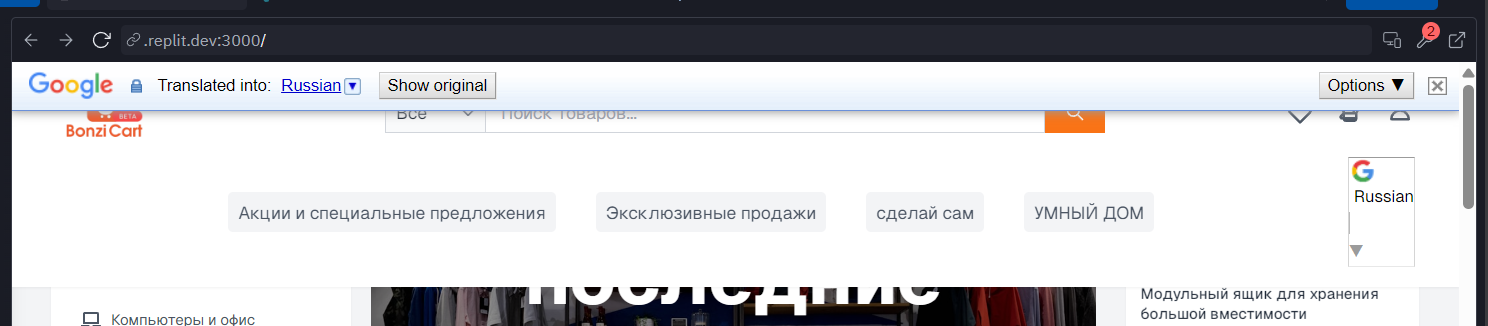 .replit.dev:3000/
2
Google Translated into: Russian ▼ Show original Options ▼
BETA
Bonzi Cart
Все Поиск товаров...
G
Russian
▼
Акции и специальные предложения Эксклюзивные продажи сделай сам УМНЫЙ ДОМ
последние
Компьютеры и офис
Модульный ящик для хранения
большой вместимости